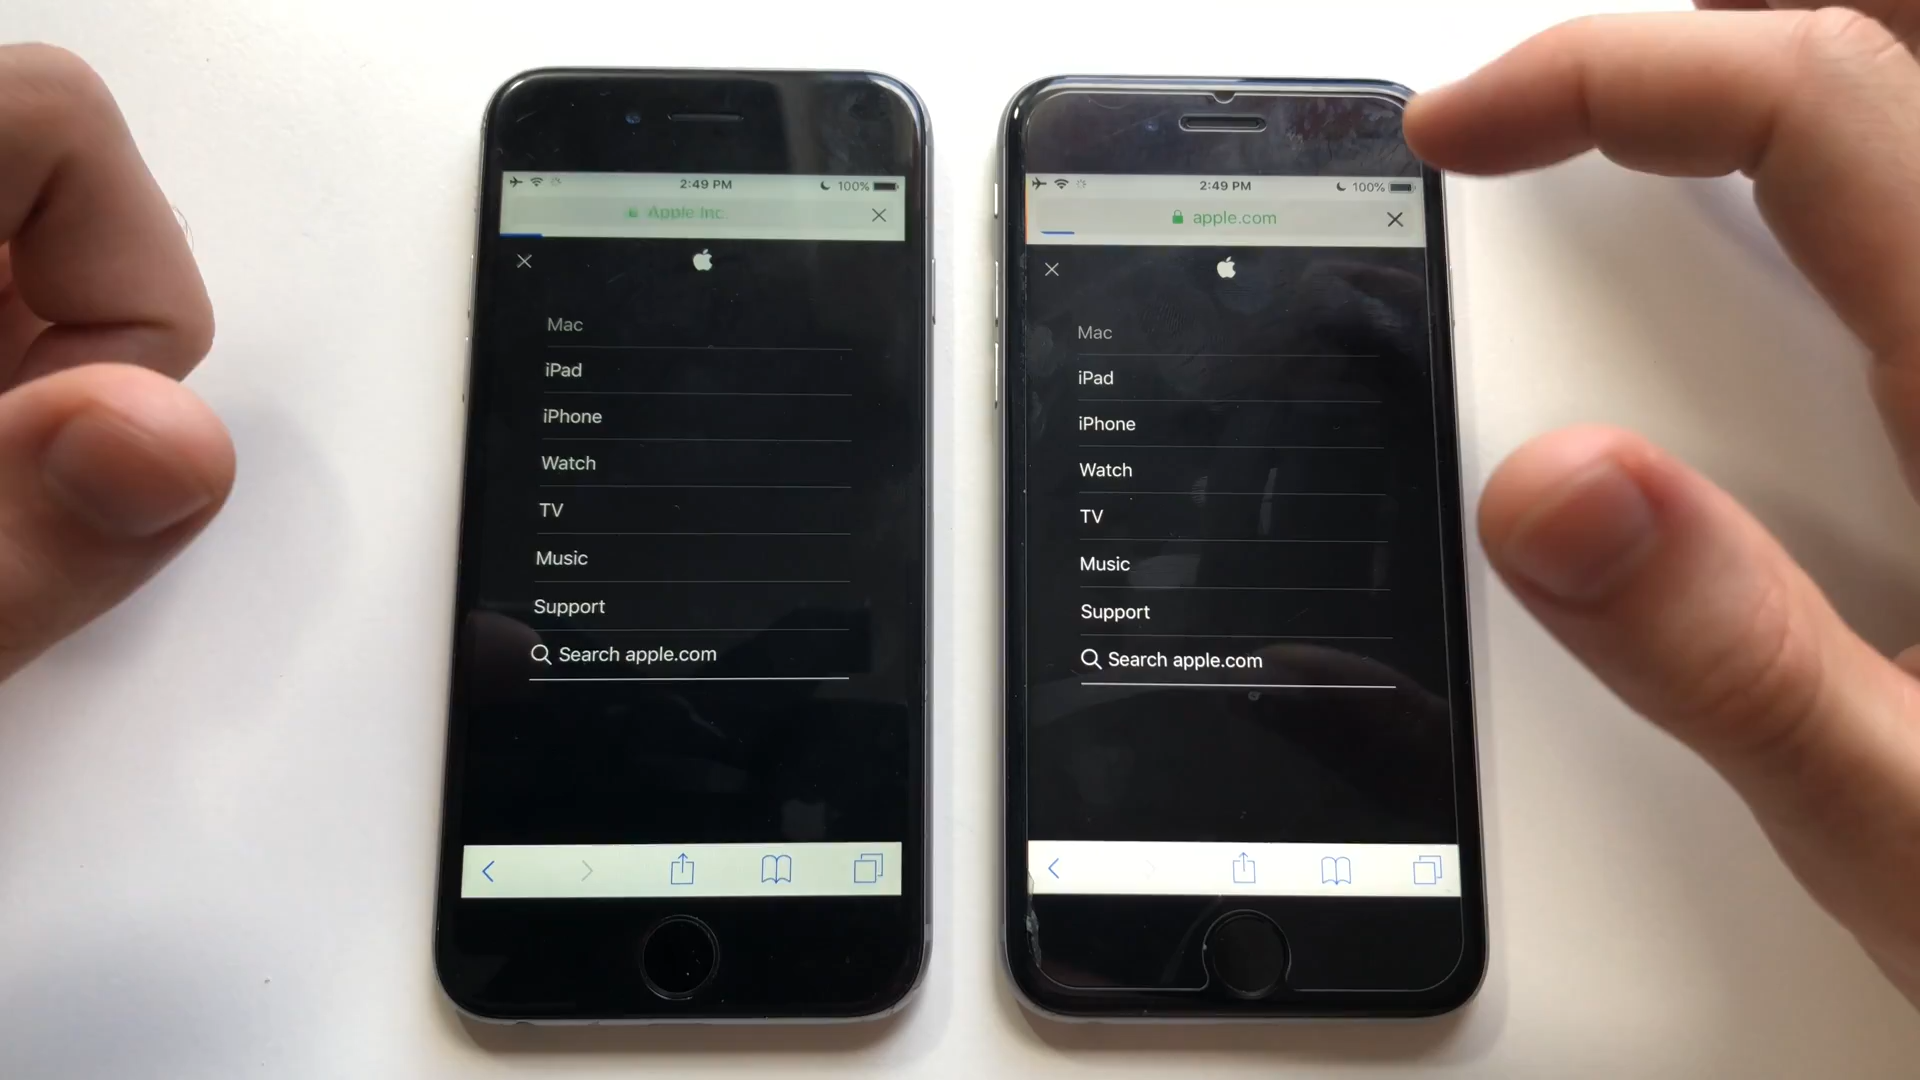 2:49 PM 100%
Apple Inc.
Mac
iPad
iPhone
Watch
TV
Music
Support
Search apple.com
2:49 PM 100%
apple.com
Mac
iPad
iPhone
Watch
TV
Music
Support
Search apple.com